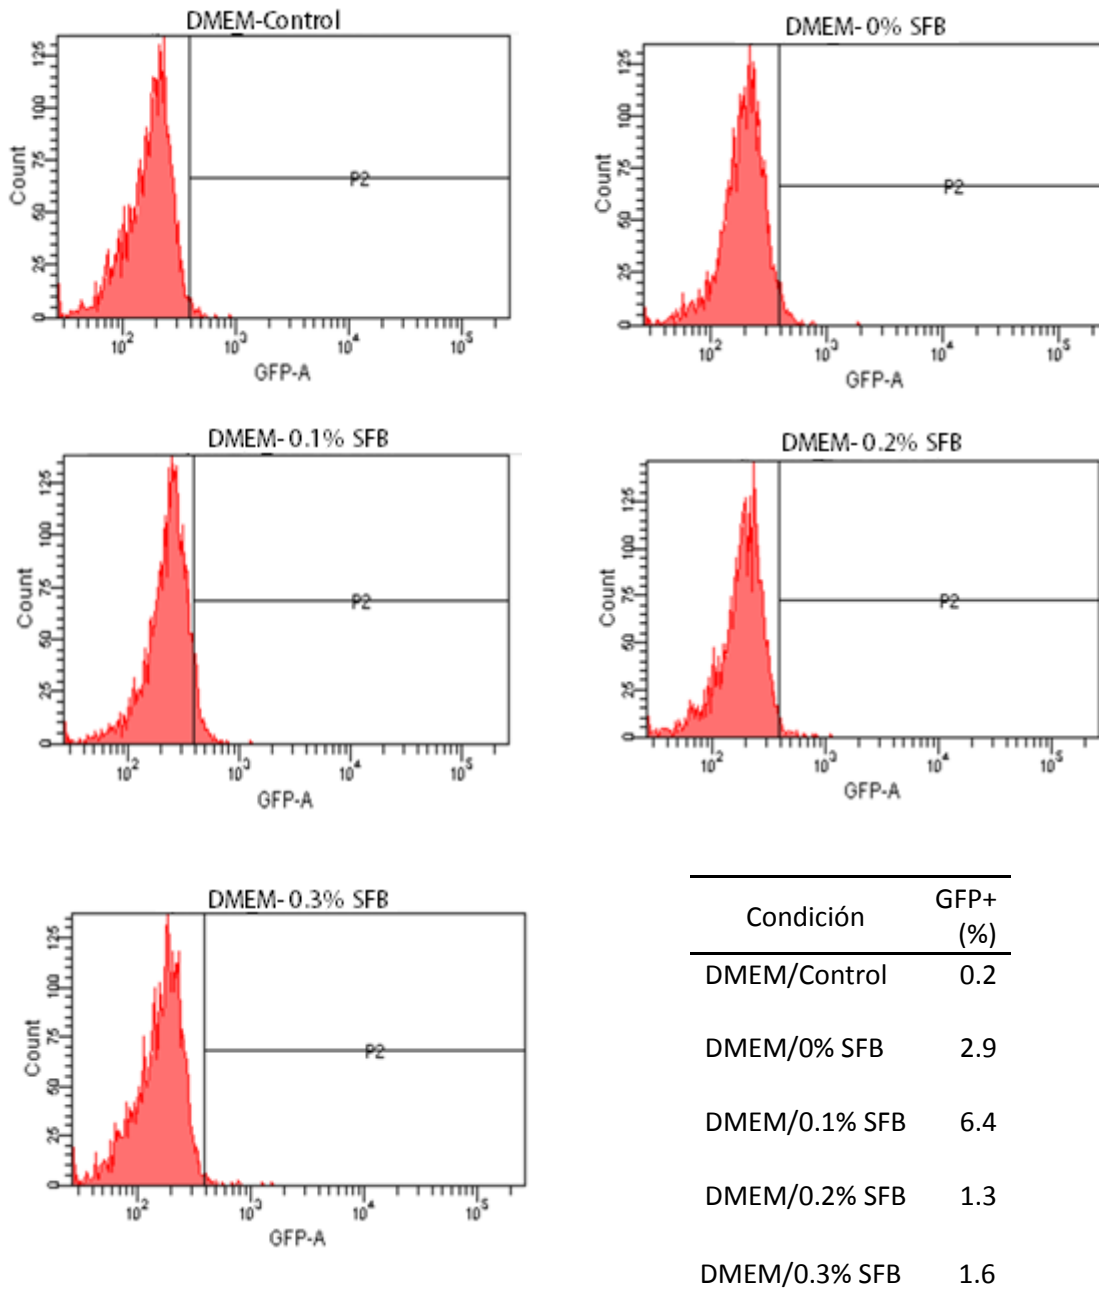 DMEM-Control
125
100
75
50
25
0
Count
P2
10² 10³ 10⁴ 10⁵
GFP-A
DMEM- 0% SFB
125
100
75
50
25
0
Count
P2
10² 10³ 10⁴ 10⁵
GFP-A
DMEM- 0.1% SFB
125
100
75
50
25
0
Count
P2
10² 10³ 10⁴ 10⁵
GFP-A
DMEM- 0.2% SFB
125
100
75
50
25
0
Count
P2
10² 10³ 10⁴ 10⁵
GFP-A
DMEM- 0.3% SFB
125
100
75
50
25
0
Count
P2
10² 10³ 10⁴ 10⁵
GFP-A
Condición GFP+
(%)
DMEM/Control 0.2
DMEM/0% SFB 2.9
DMEM/0.1% SFB 6.4
DMEM/0.2% SFB 1.3
DMEM/0.3% SFB 1.6